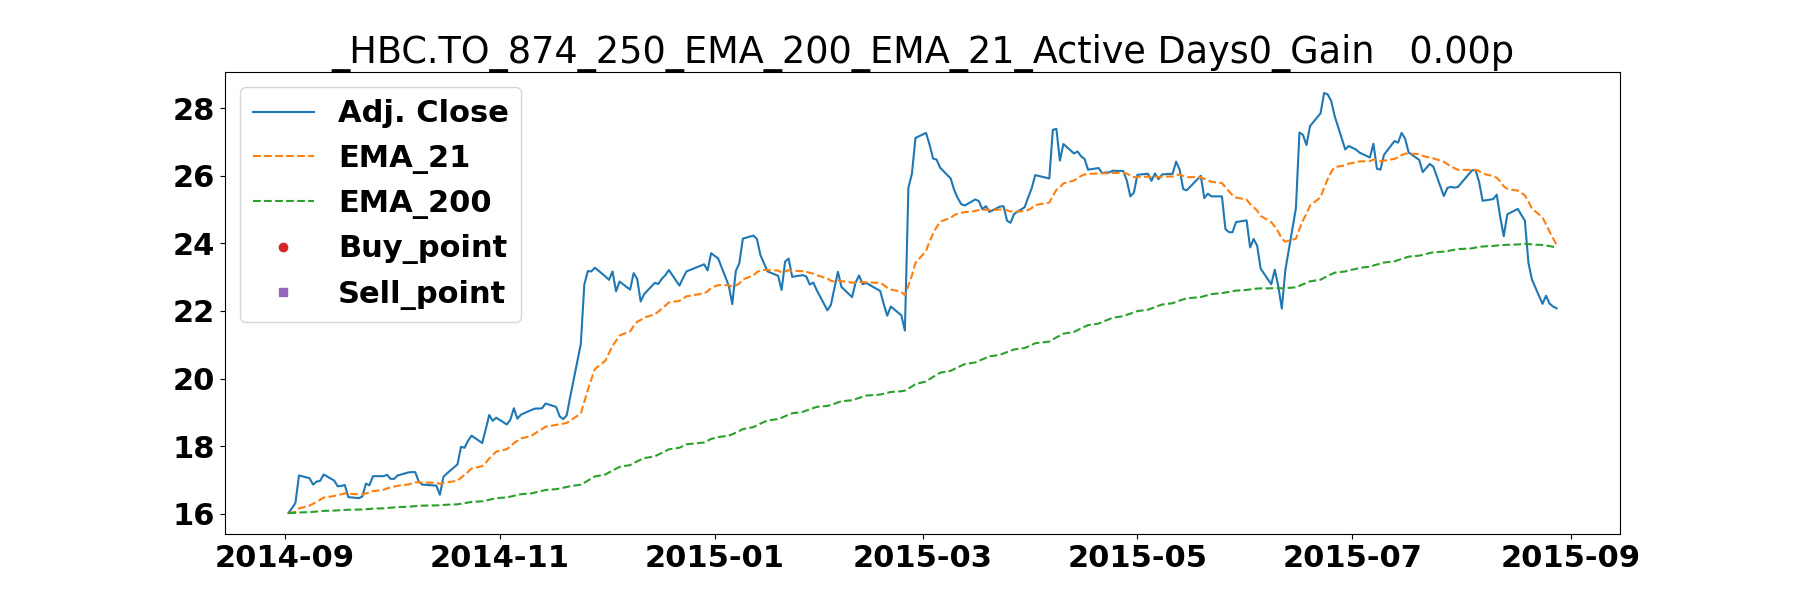 _HBC.TO_874_250_EMA_200_EMA_21_Active Days0_Gain   0.00p
Adj. Close
EMA_21
EMA_200
Buy_point
Sell_point
28
26
24
22
20
18
16
2014-09 2014-11 2015-01 2015-03 2015-05 2015-07 2015-09